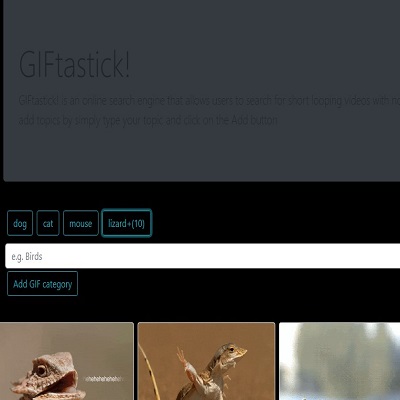 GIFtastick!
GIFtastick! is an online search engine that allows users to search for short looping videos with
add topics by simply type your topic and click on the Add button
dog cat mouse lizard+(10)
e.g. Birds
Add GIF category